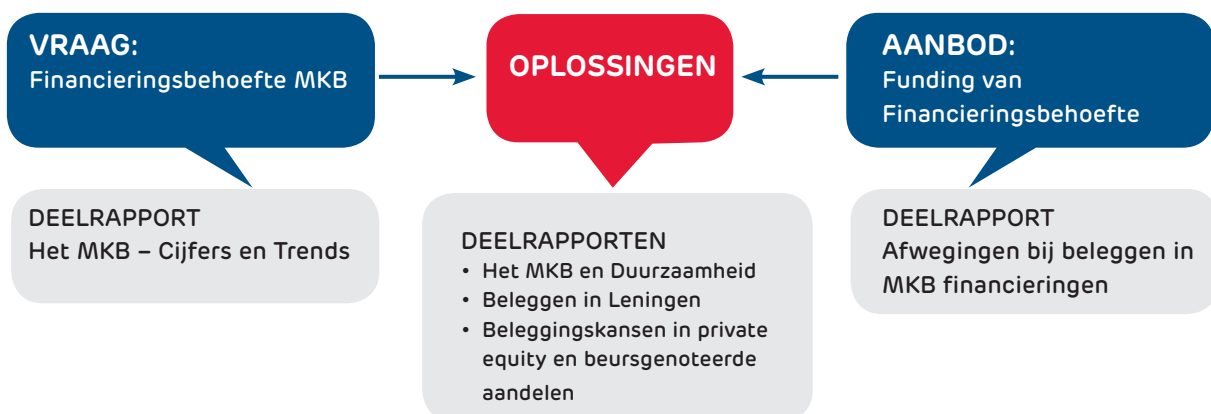 VRAAG:
Financieringsbehoefte MKB
OPLOSSINGEN
AANBOD:
Funding van
Financieringsbehoefte
DEELRAPPORT
Het MKB – Cijfers en Trends
DEELRAPPORTEN
• Het MKB en Duurzaamheid
• Beleggen in Leningen
• Beleggingskansen in private
equity en beursgenoteerde
aandelen
DEELRAPPORT
Afwegingen bij beleggen in
MKB financieringen